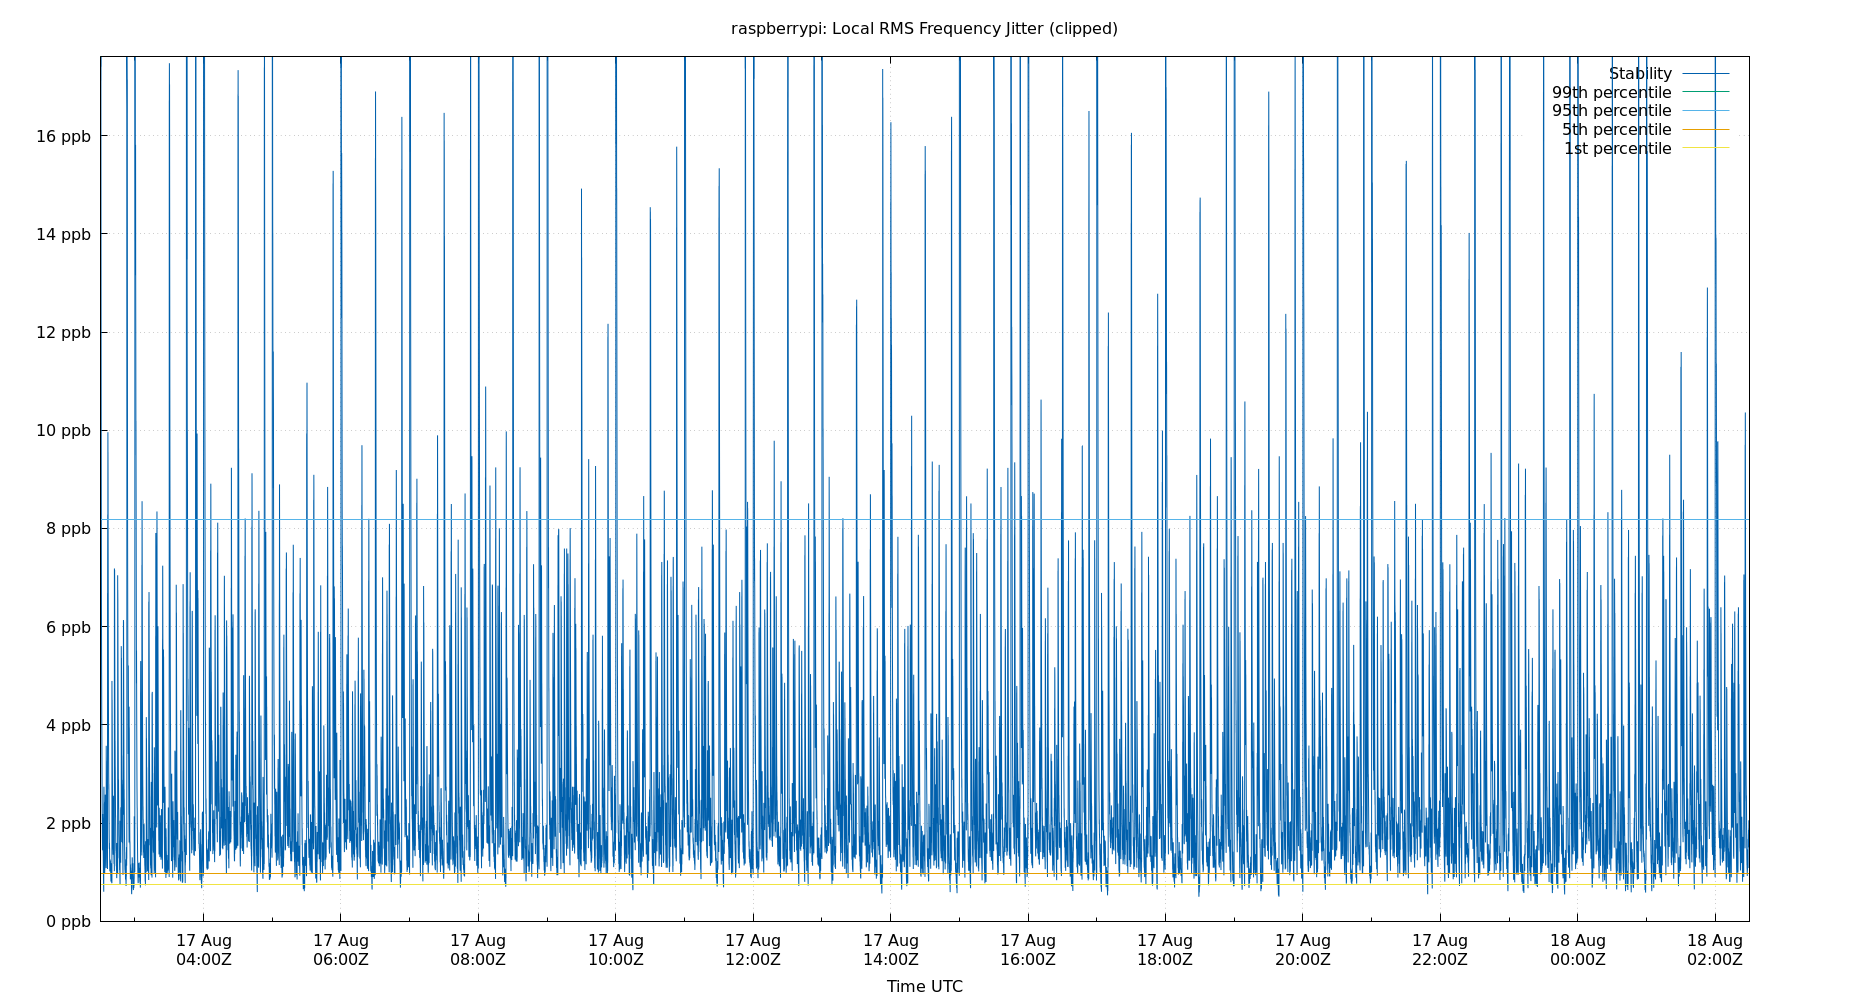 raspberrypi: Local RMS Frequency Jitter (clipped)
Stability
99th percentile
95th percentile
5th percentile
1st percentile
16 ppb
14 ppb
12 ppb
10 ppb
8 ppb
6 ppb
4 ppb
2 ppb
0 ppb
17 Aug 17 Aug 17 Aug 17 Aug 17 Aug 17 Aug 17 Aug 17 Aug 17 Aug 17 Aug 18 Aug 18 Aug
04:00Z 06:00Z 08:00Z 10:00Z 12:00Z 14:00Z 16:00Z 18:00Z 20:00Z 22:00Z 00:00Z 02:00Z
Time UTC